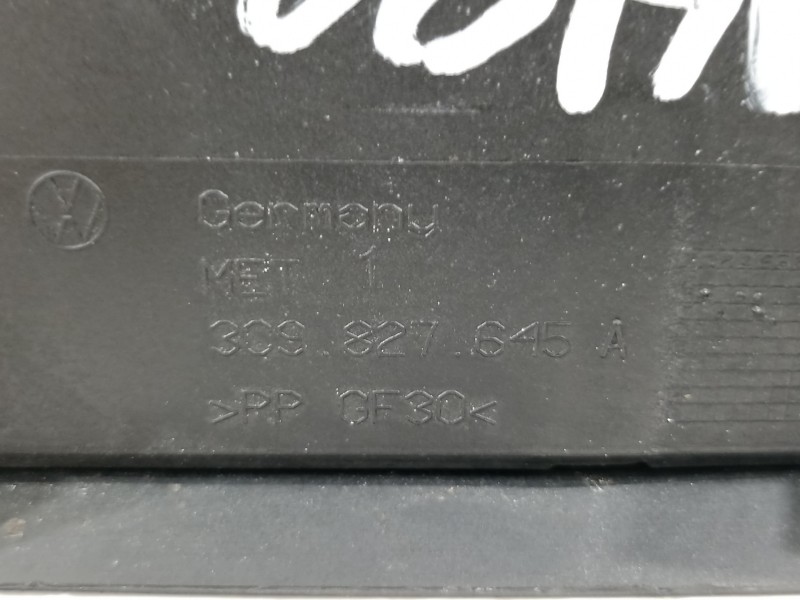 Germany
MET 1
3C9.827.645 A
>PP GF30<